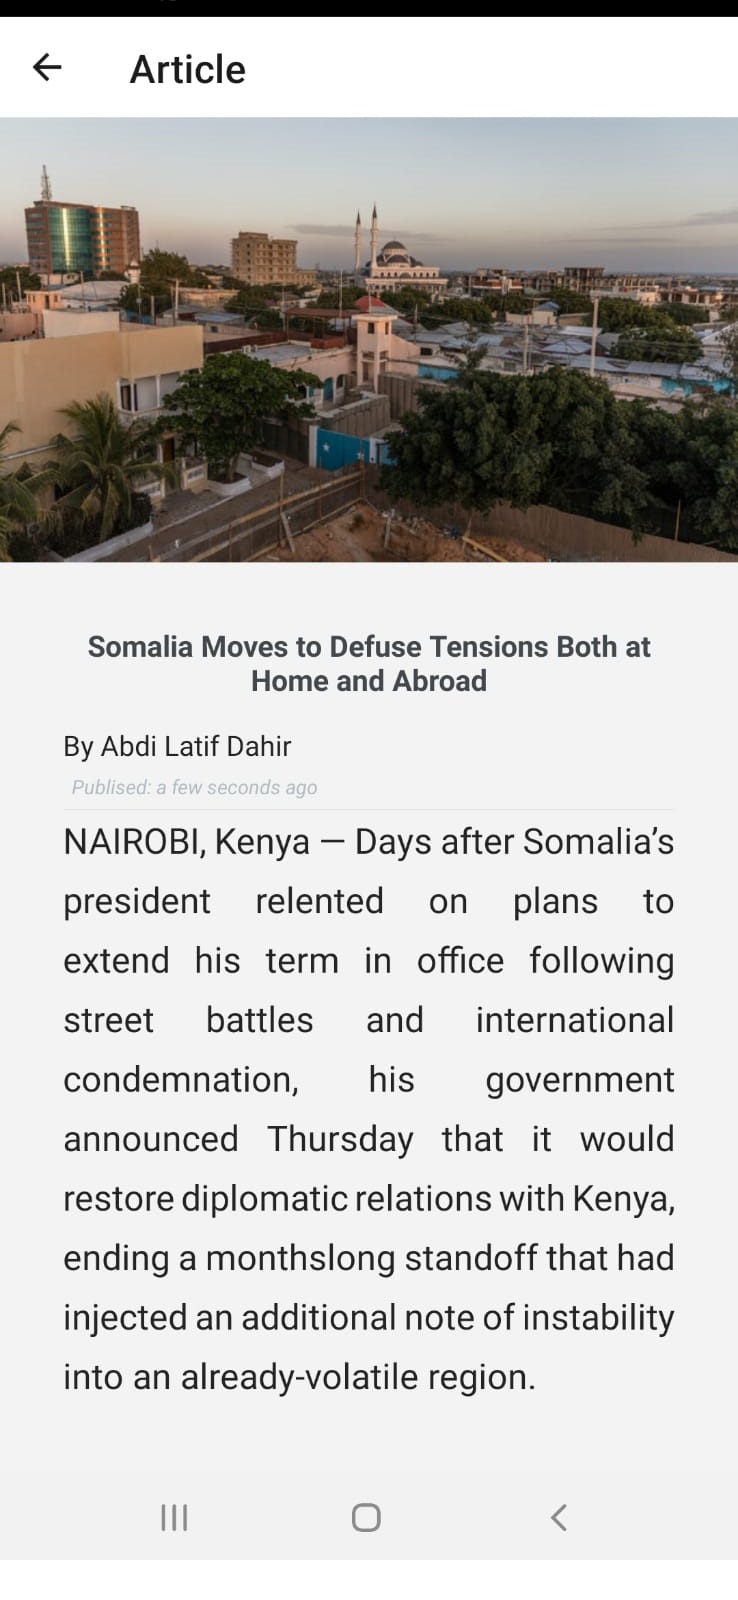 Article
Somalia Moves to Defuse Tensions Both at
Home and Abroad
By Abdi Latif Dahir
Publised: a few seconds ago
NAIROBI, Kenya — Days after Somalia’s
president relented on plans to
extend his term in office following
street battles and international
condemnation, his government
announced Thursday that it would
restore diplomatic relations with Kenya,
ending a monthslong standoff that had
injected an additional note of instability
into an already-volatile region.